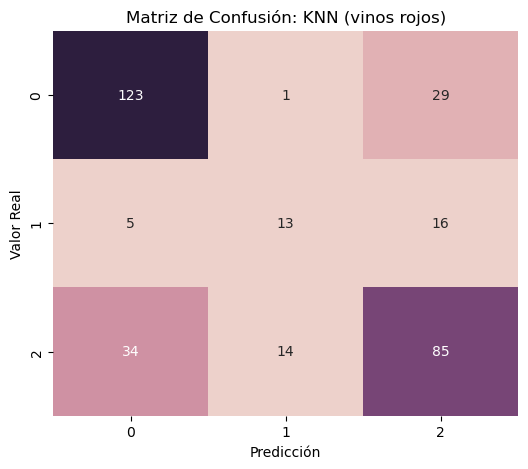 Matriz de Confusión: KNN (vinos rojos)
Valor Real
0
123 1 29
1
5 13 16
2
34 14 85
0 1 2
Predicción